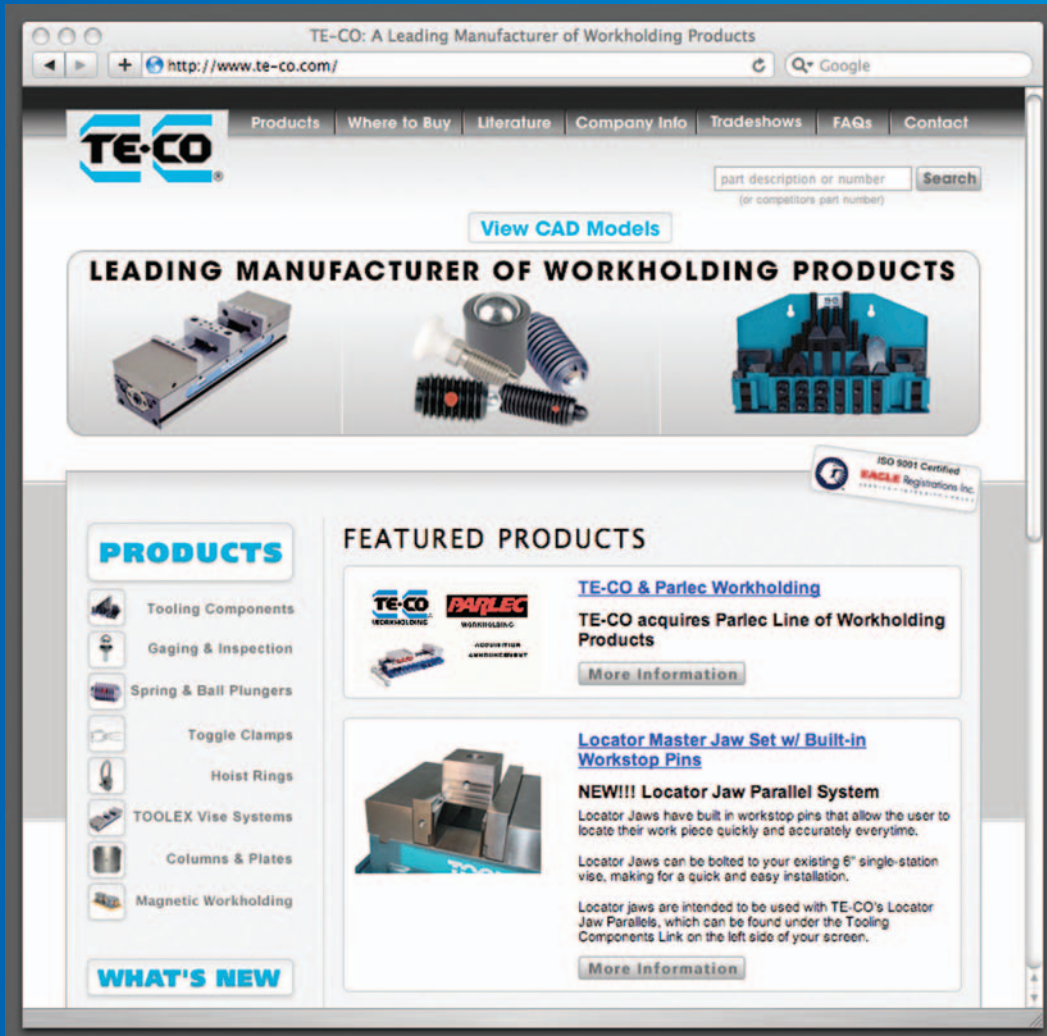 TE-CO: A Leading Manufacturer of Workholding Products
http://www.te-co.com/
Google
TE-CO®
Products Where to Buy Literature Company Info Tradeshows FAQs Contact
part description or number Search
(or competitors part number)
View CAD Models
LEADING MANUFACTURER OF WORKHOLDING PRODUCTS
ISO 9001 Certified
EAGLE Registrations Inc.
PRODUCTS
Tooling Components
Gaging & Inspection
Spring & Ball Plungers
Toggle Clamps
Hoist Rings
TOOLEX Vise Systems
Columns & Plates
Magnetic Workholding
WHAT'S NEW
FEATURED PRODUCTS
TE-CO PARLEC
WORKHOLDING WORKHOLDING
ACQUISITION
ANNOUNCEMENT
TE-CO & Parlec Workholding
TE-CO acquires Parlec Line of Workholding
Products
More Information
Locator Master Jaw Set w/ Built-in
Workstop Pins
NEW!!! Locator Jaw Parallel System
Locator Jaws have built in workstop pins that allow the user to
locate their work piece quickly and accurately everytime.
Locator Jaws can be bolted to your existing 6" single-station
vise, making for a quick and easy installation.
Locator jaws are intended to be used with TE-CO's Locator
Jaw Parallels, which can be found under the Tooling
Components Link on the left side of your screen.
More Information